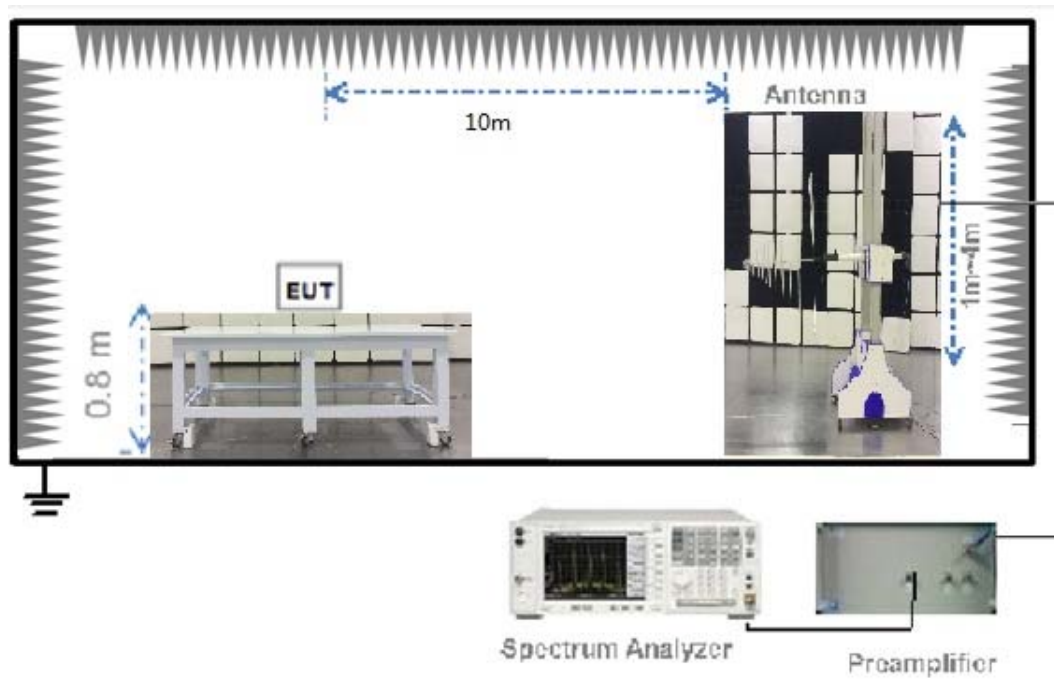 Antenna
10m
1m-4m
EUT
0.8 m
Spectrum Analyzer
Preamplifier